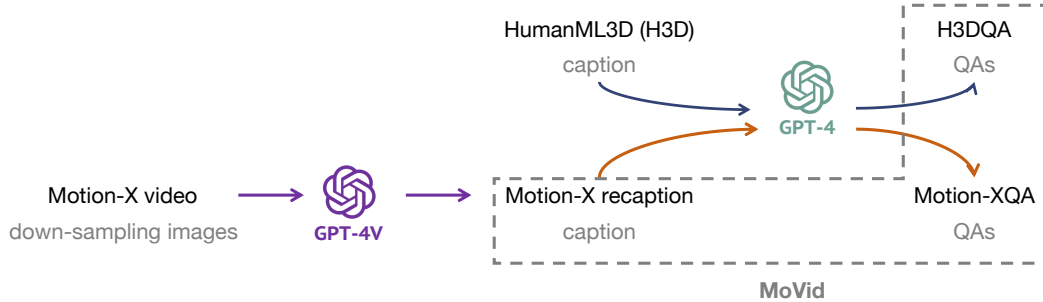 HumanML3D (H3D)
caption
GPT-4
H3DQA
QAs
Motion-X video
down-sampling images
GPT-4V
Motion-X recaption
caption
Motion-XQA
QAs
MoVid